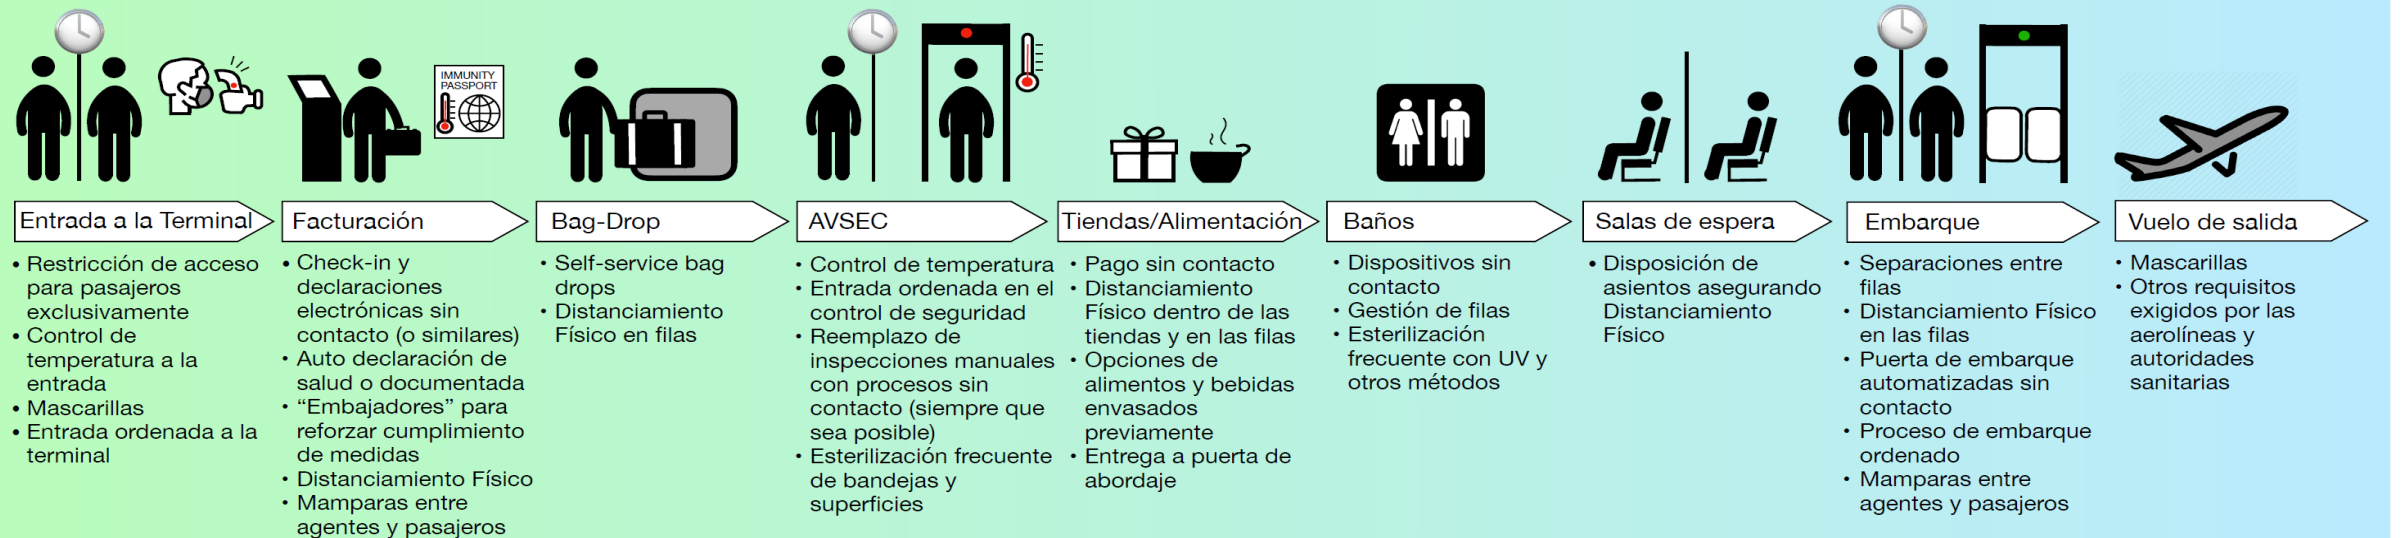 IMMUNITY
PASSPORT
Entrada a la Terminal
• Restricción de acceso
para pasajeros
exclusivamente
• Control de
temperatura a la
entrada
• Mascarillas
• Entrada ordenada a la
terminal
Facturación
• Check-in y
declaraciones
electrónicas sin
contacto (o similares)
• Auto declaración de
salud o documentada
• “Embajadores” para
reforzar cumplimiento
de medidas
• Distanciamiento Físico
• Mamparas entre
agentes y pasajeros
Bag-Drop
• Self-service bag
drops
• Distanciamiento
Físico en filas
AVSEC
• Control de temperatura
• Entrada ordenada en el
control de seguridad
• Reemplazo de
inspecciones manuales
con procesos sin
contacto (siempre que
sea posible)
• Esterilización frecuente
de bandejas y
superficies
Tiendas/Alimentación
• Pago sin contacto
• Distanciamiento
Físico dentro de las
tiendas y en las filas
• Opciones de
alimentos y bebidas
envasados
previamente
• Entrega a puerta de
abordaje
Baños
• Dispositivos sin
contacto
• Gestión de filas
• Esterilización
frecuente con UV y
otros métodos
Salas de espera
• Disposición de
asientos asegurando
Distanciamiento
Físico
Embarque
• Separaciones entre
filas
• Distanciamiento Físico
en las filas
• Puerta de embarque
automatizadas sin
contacto
• Proceso de embarque
ordenado
• Mamparas entre
agentes y pasajeros
Vuelo de salida
• Mascarillas
• Otros requisitos
exigidos por las
aerolíneas y
autoridades
sanitarias